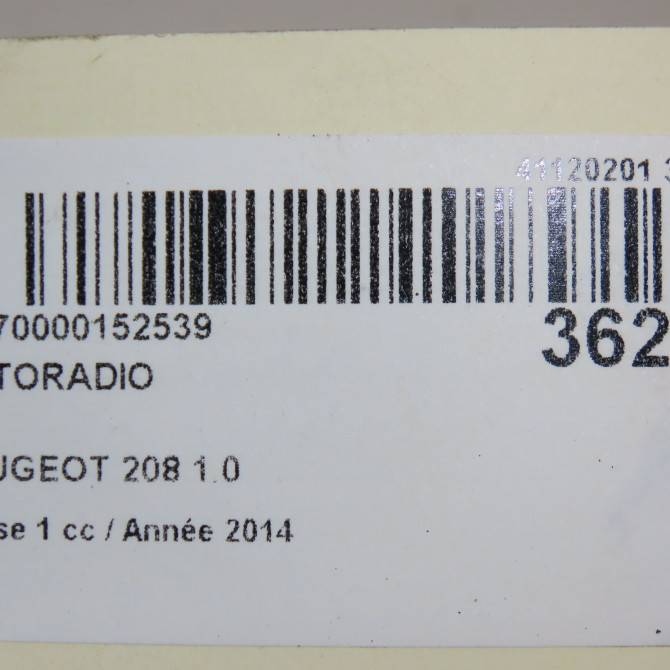 41120201 3
70000152539
362
TORADIO
UGEOT 208 1.0
se 1 cc / Année 2014